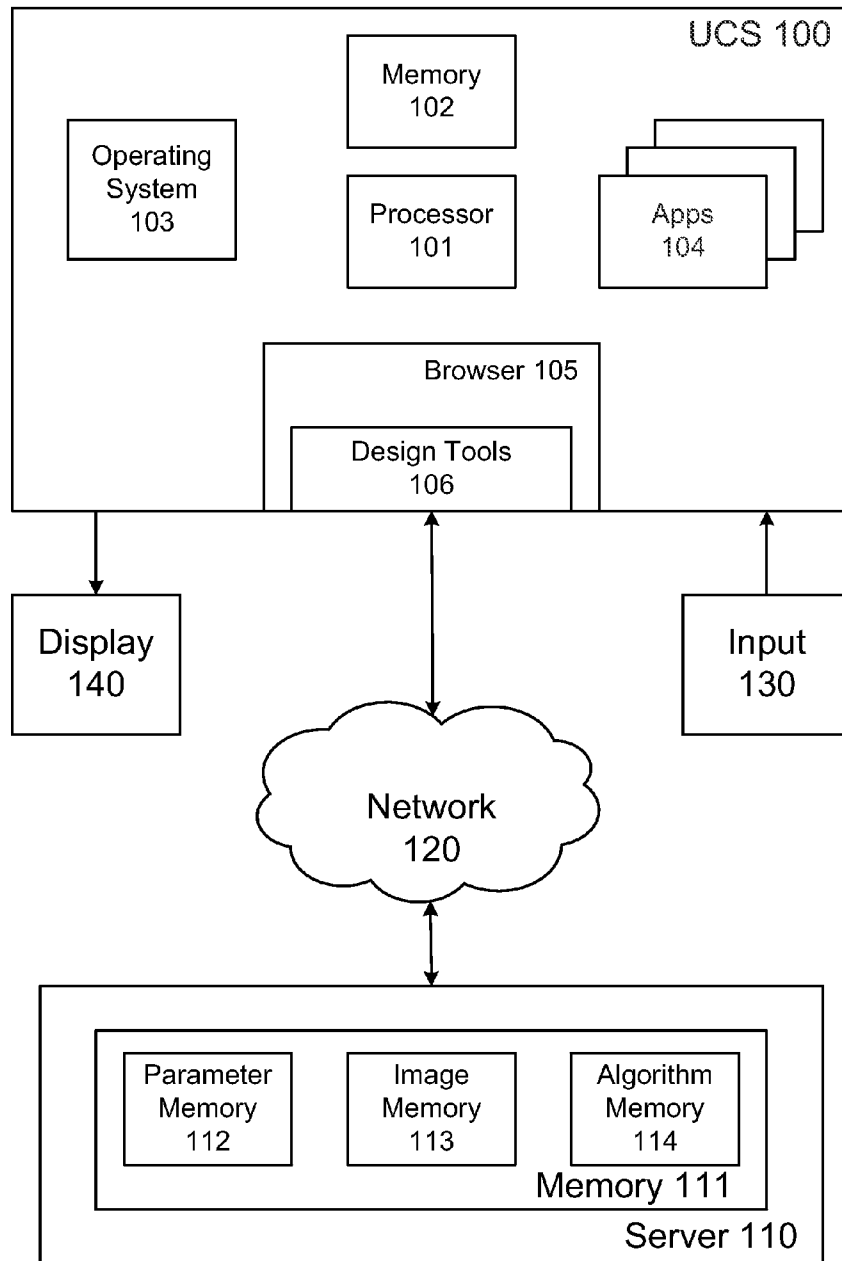 UCS 100
Memory
102
Operating
System
103
Processor
101
Apps
104
Browser 105
Design Tools
106
Display
140
Input
130
Network
120
Parameter
Memory
112
Image
Memory
113
Algorithm
Memory
114
Memory 111
Server 110